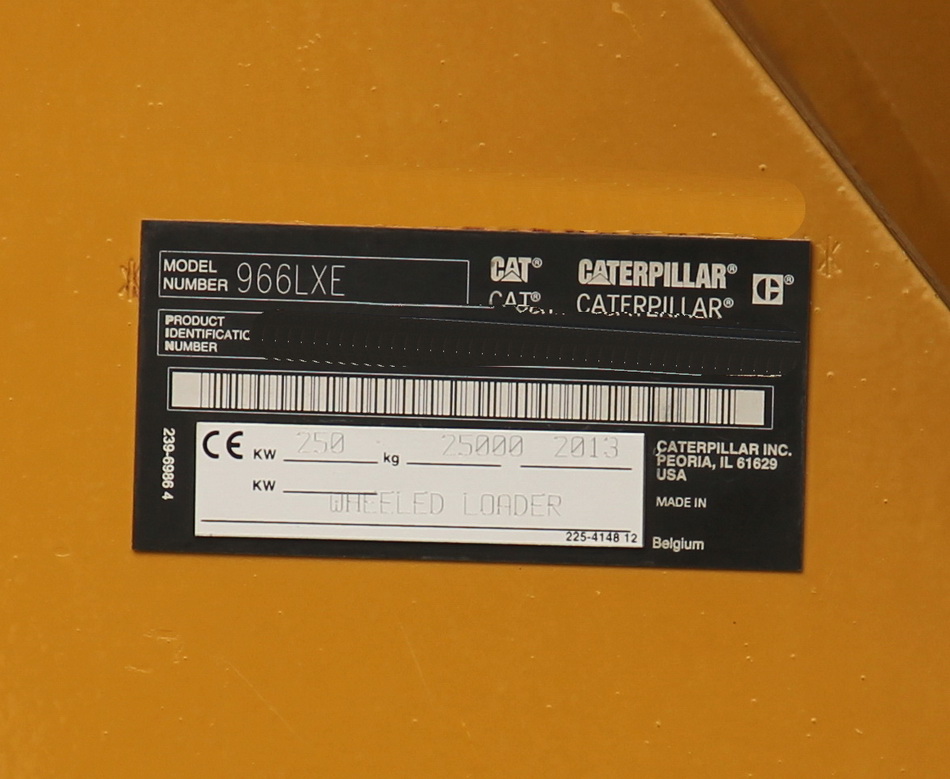 MODEL NUMBER 966LXE
CAT® CATERPILLAR® C®
CAT® CATERPILLAR®
PRODUCT
IDENTIFICATIO
NUMBER
239-6986 4
CE KW 250 kg 25000 2013
KW
WHEELED LOADER
225-4148 12
CATERPILLAR INC.
PEORIA, IL 61629
USA
MADE IN
Belgium